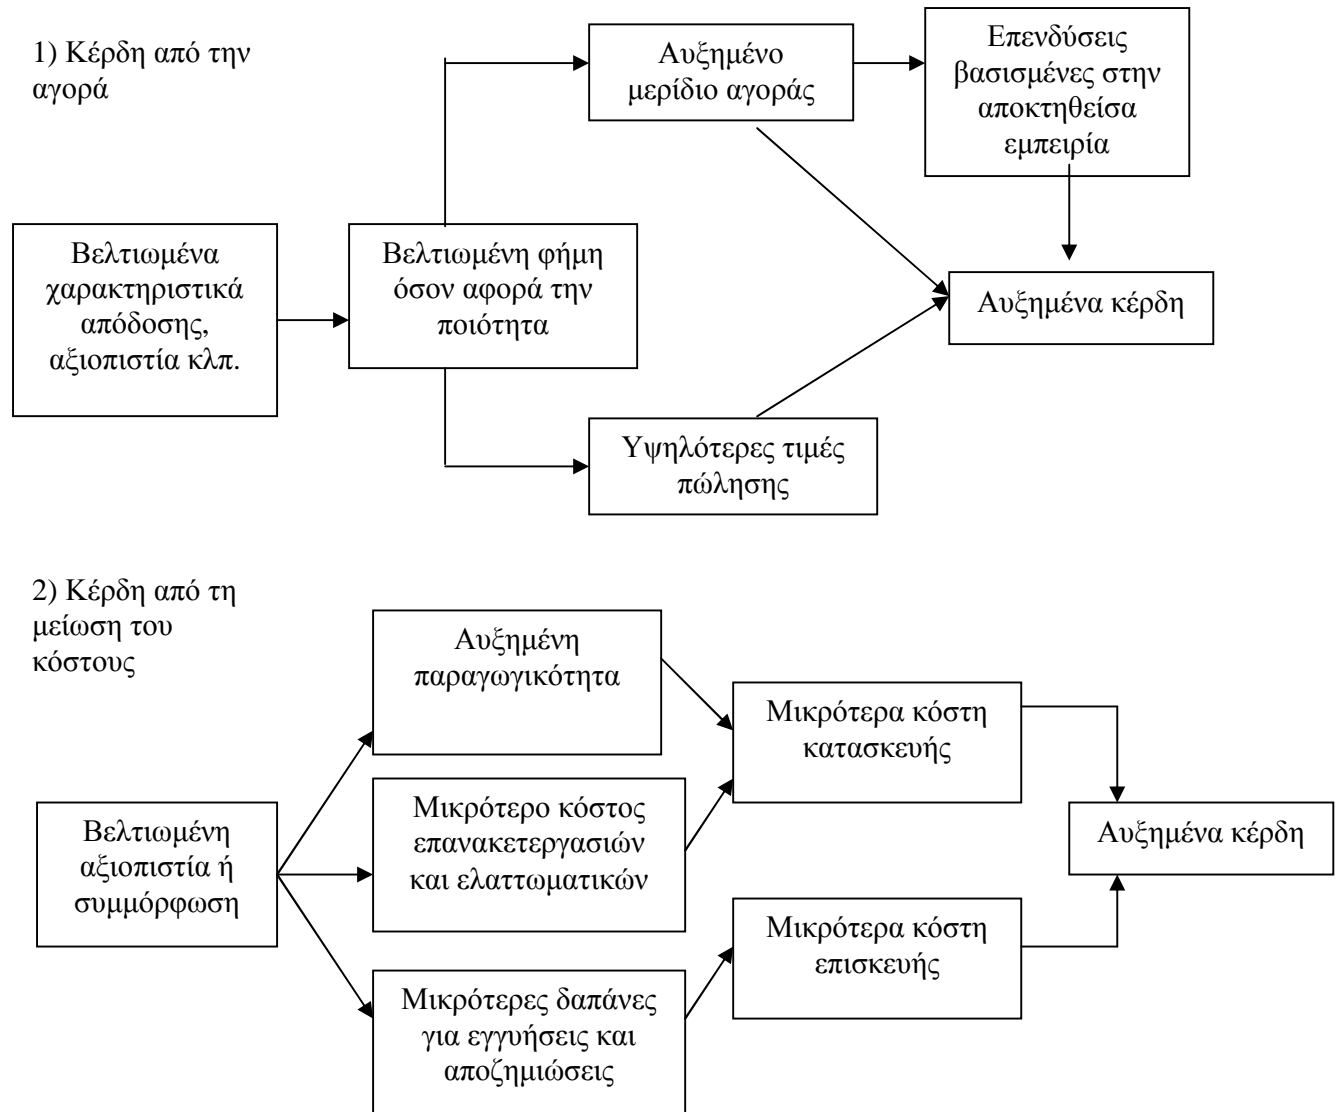 1) Κέρδη από την
αγορά
Αυξημένο
μερίδιο αγοράς
Επενδύσεις
βασισμένες στην
αποκτηθείσα
εμπειρία
Βελτιωμένα
χαρακτηριστικά
απόδοσης,
αξιοπιστία κλπ.
Βελτιωμένη φήμη
όσον αφορά την
ποιότητα
Αυξημένα κέρδη
Υψηλότερες τιμές
πώλησης
2) Κέρδη από τη
μείωση του
κόστους
Αυξημένη
παραγωγικότητα
Μικρότερα κόστη
κατασκευής
Βελτιωμένη
αξιοπιστία ή
συμμόρφωση
Μικρότερο κόστος
επανακετεργασιών
και ελαττωματικών
Αυξημένα κέρδη
Μικρότερα κόστη
επισκευής
Μικρότερες δαπάνες
για εγγυήσεις και
αποζημιώσεις